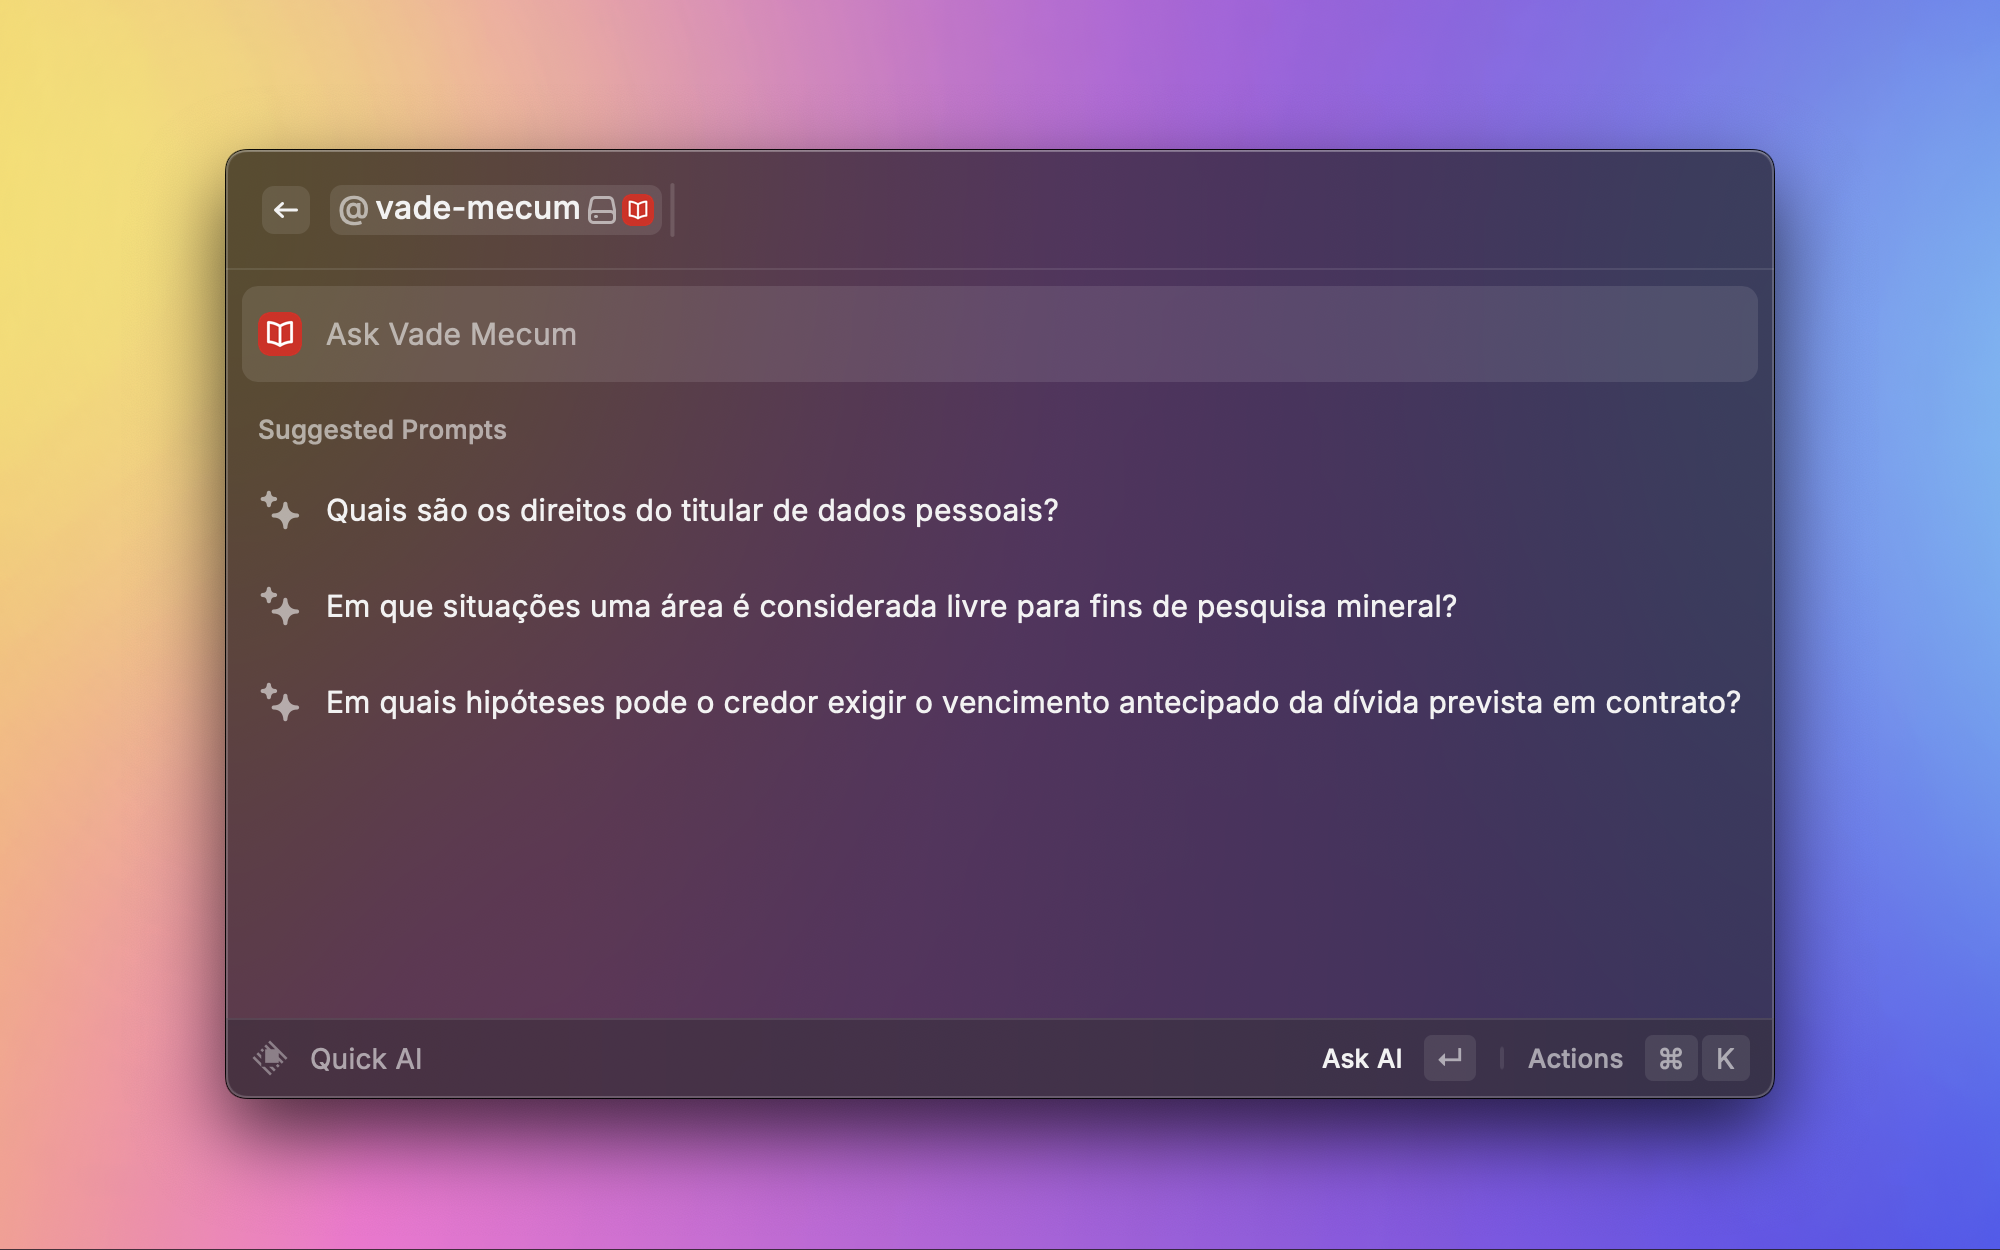 @vade-mecum
Ask Vade Mecum
Suggested Prompts
Quais são os direitos do titular de dados pessoais?
Em que situações uma área é considerada livre para fins de pesquisa mineral?
Em quais hipóteses pode o credor exigir o vencimento antecipado da dívida prevista em contrato?
Quick AI Ask AI ↵ Actions ⌘ K